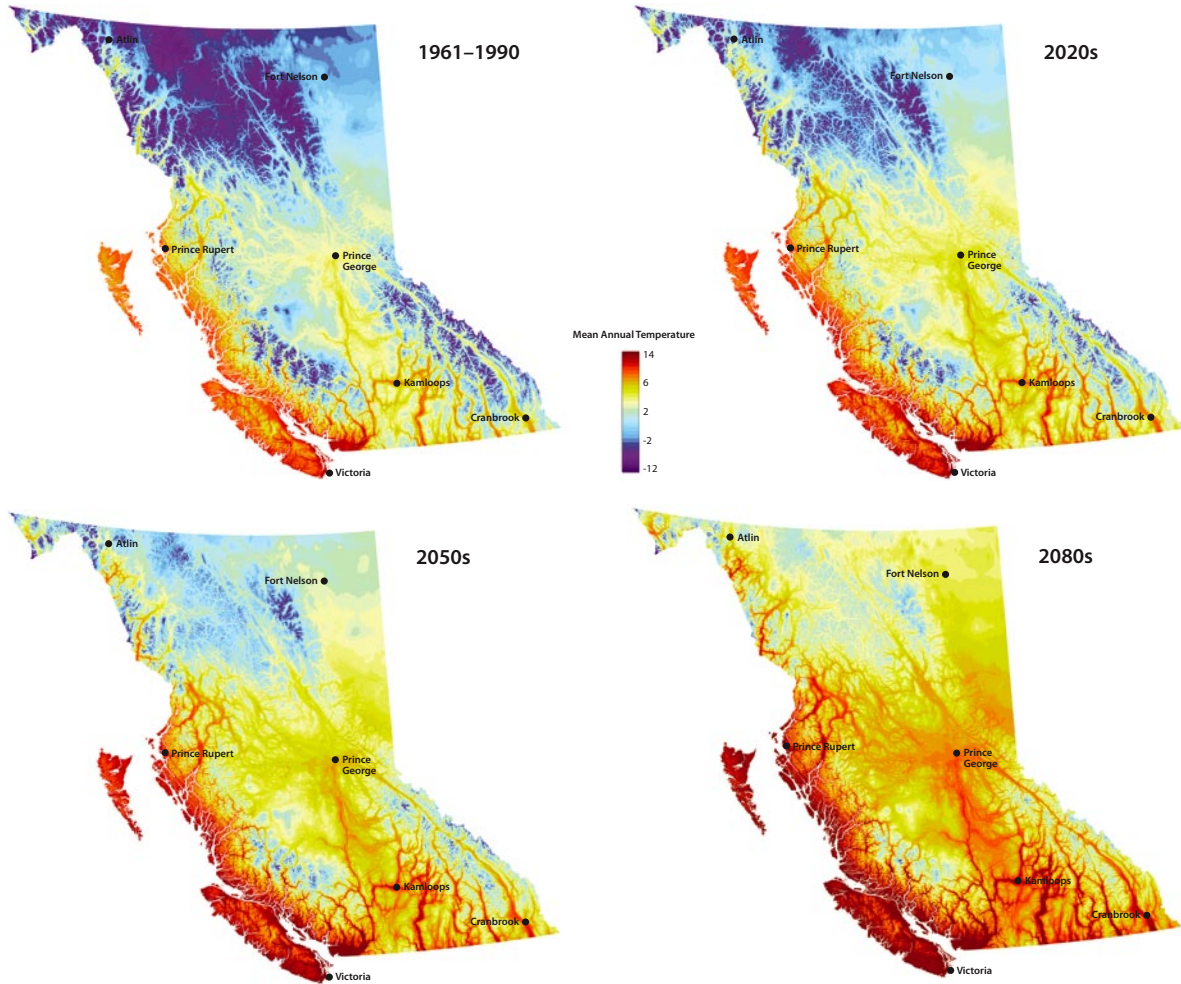 1961–1990
Atlin
Fort Nelson
Prince Rupert
Prince
George
Kamloops
Cranbrook
Victoria
2020s
Atlin
Fort Nelson
Prince Rupert
Prince
George
Kamloops
Cranbrook
Victoria
Mean Annual Temperature
14
6
2
-2
-12
2050s
Atlin
Fort Nelson
Prince Rupert
Prince
George
Kamloops
Cranbrook
Victoria
2080s
Atlin
Fort Nelson
Prince Rupert
Prince
George
Kamloops
Cranbrook
Victoria